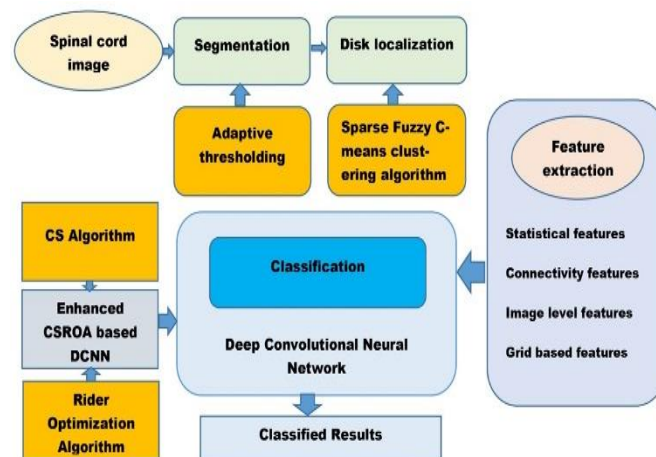 Spinal cord
image
Segmentation
Disk localization
Adaptive
thresholding
Sparse Fuzzy C-
means clust-
ering algorithm
Feature
extraction
Statistical features
Connectivity features
Image level features
Grid based features
CS Algorithm
Enhanced
CSROA based
DCNN
Rider
Optimization
Algorithm
Classification
Deep Convolutional Neural
Network
Classified Results